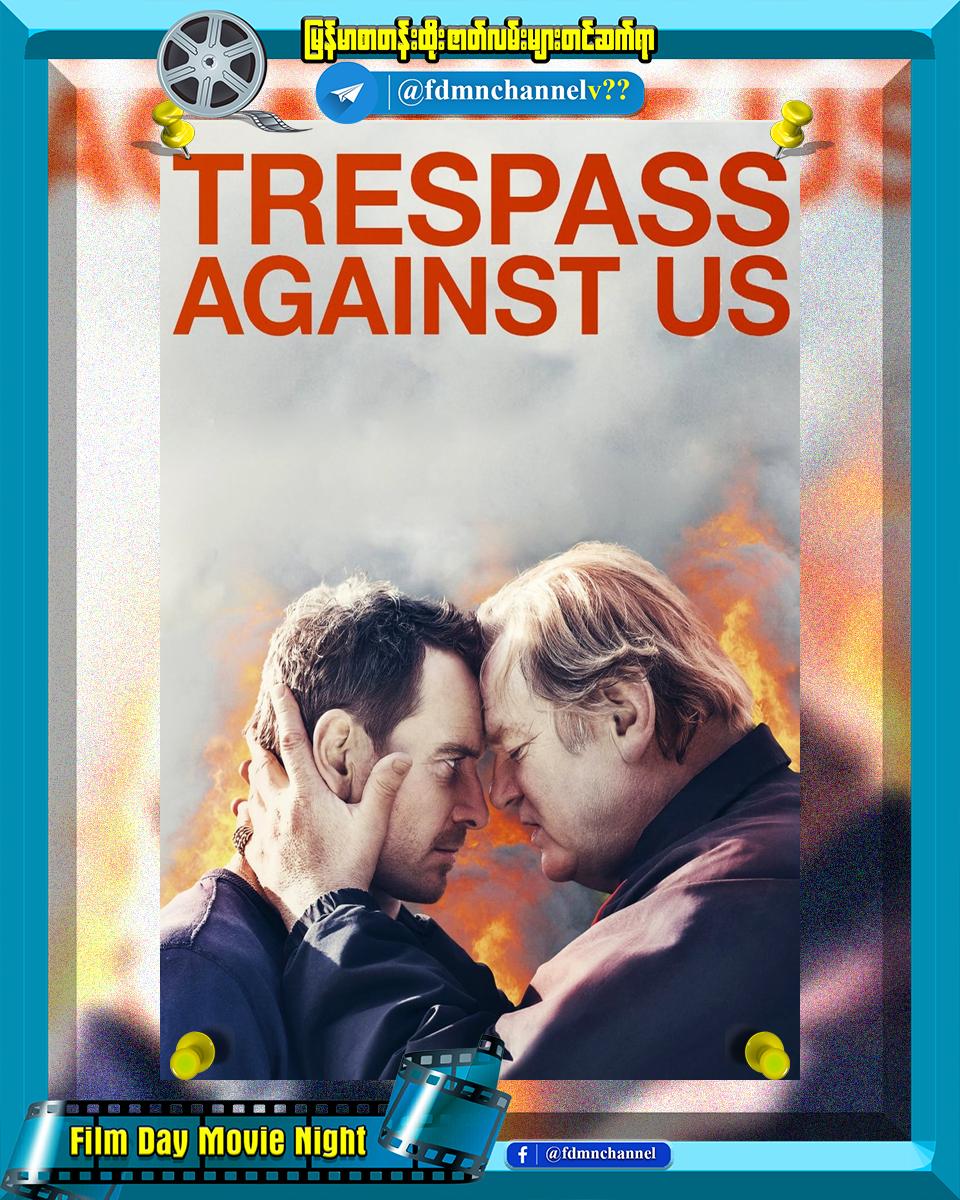 မြန်မာစာတန်းထိုးဇာတ်လမ်းများတင်ဆက်ရာ
@fdmnchannelv??
TRESPASS
AGAINST US
Film Day Movie Night
@fdmnchannel